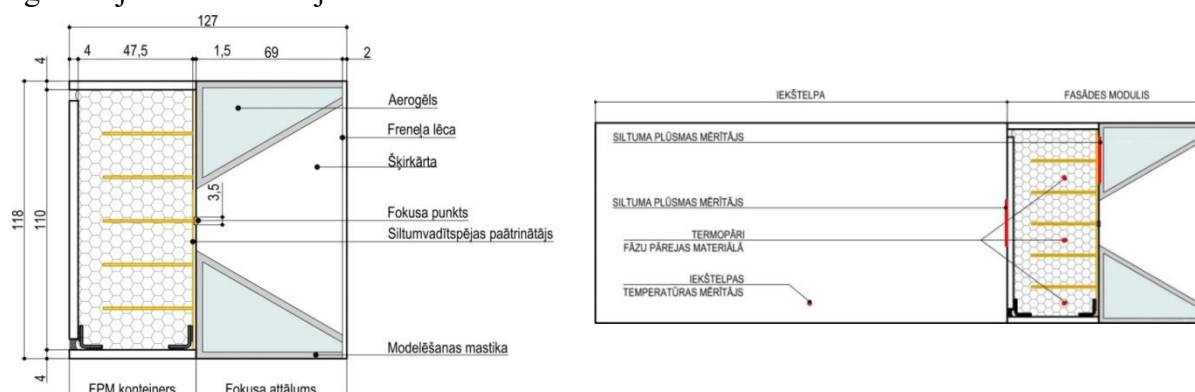 127
4 47,5 1,5 69 2
4
118
110
3,5
4
Aerogēls
Freneļa lēca
Šķirkārta
Fokusa punkts
Siltumvadītspējas paātrinātājs
Modelēšanas mastika
FPM konteiners Fokusa attālums
IEKŠTELPA FASĀDES MODULIS
SILTUMA PLŪSMAS MĒRĪTĀJS
SILTUMA PLŪSMAS MĒRĪTĀJS
TERMOPĀRI
FĀZU PĀREJAS MATERIĀLĀ
IEKŠTELPAS
TEMPERATŪRAS MĒRĪTĀJS